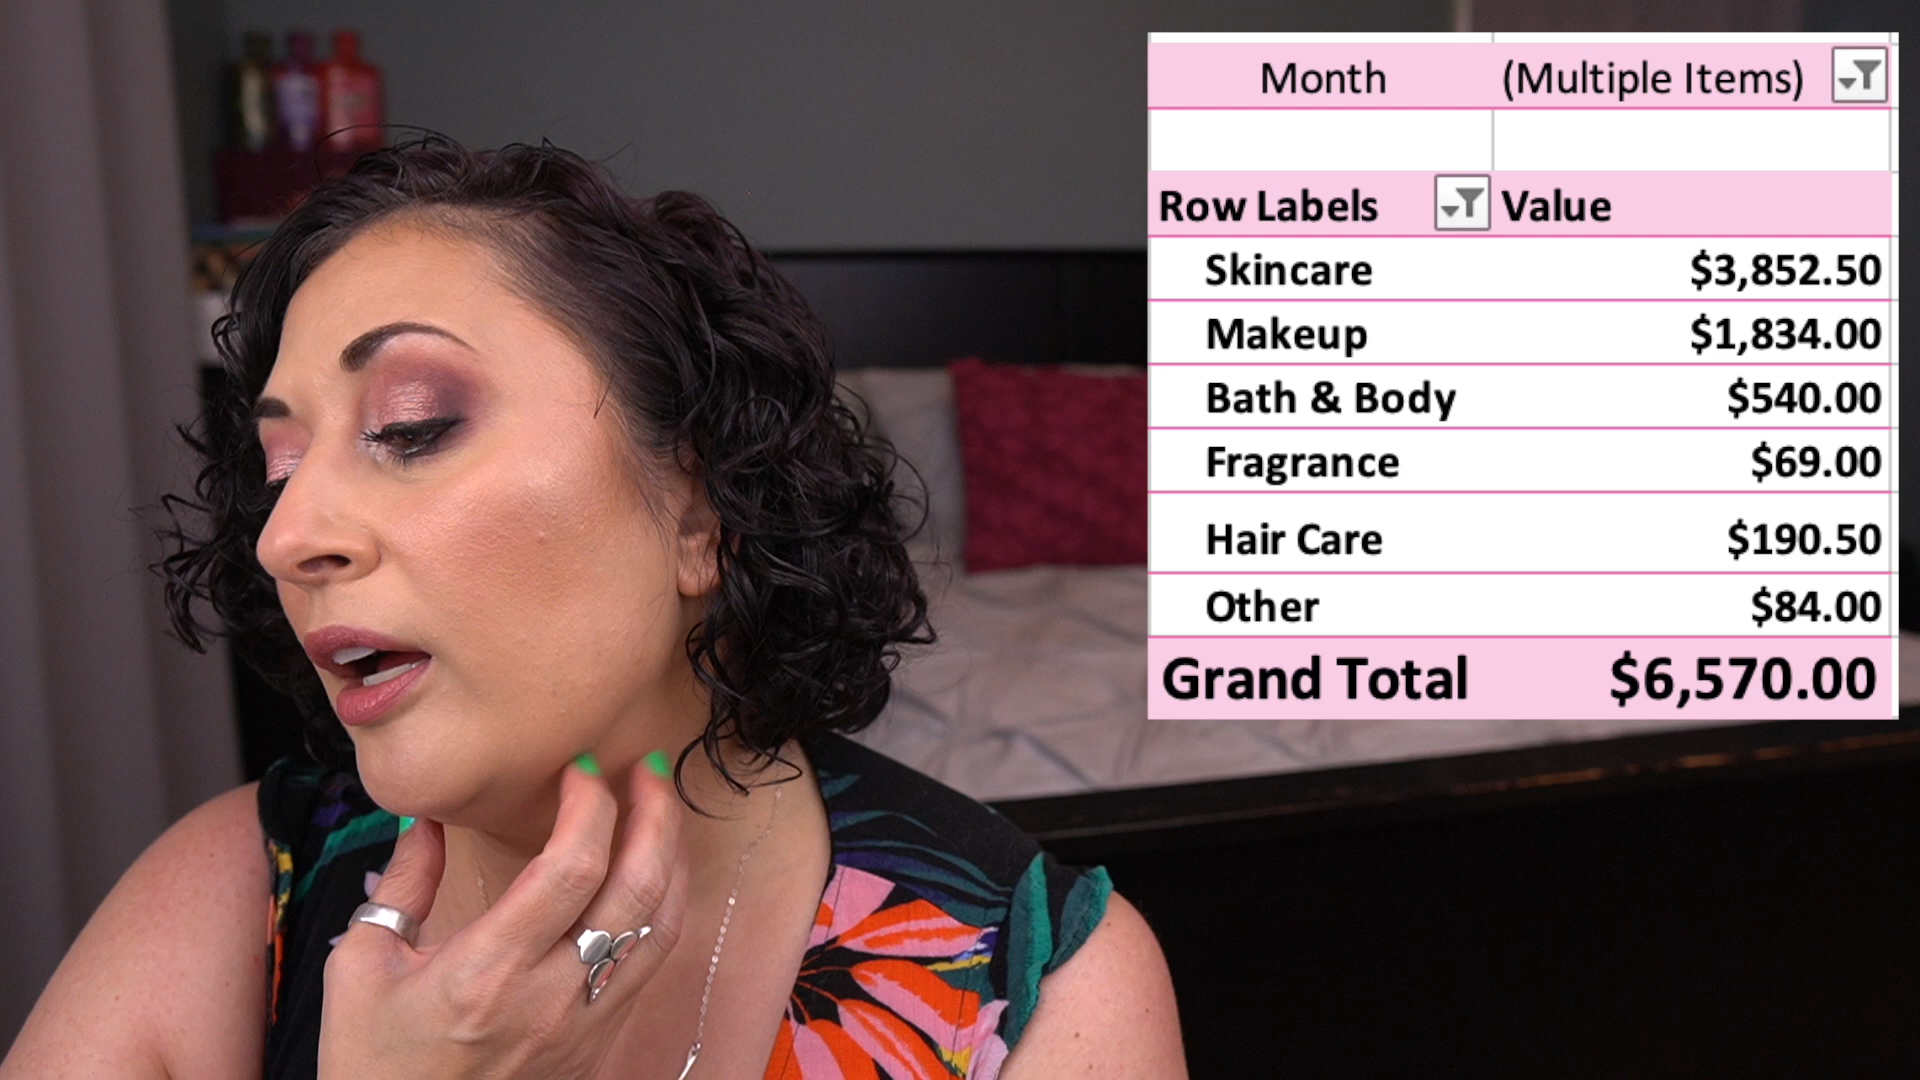 Month (Multiple Items)
Row Labels Value
Skincare $3,852.50
Makeup $1,834.00
Bath & Body $540.00
Fragrance $69.00
Hair Care $190.50
Other $84.00
Grand Total $6,570.00